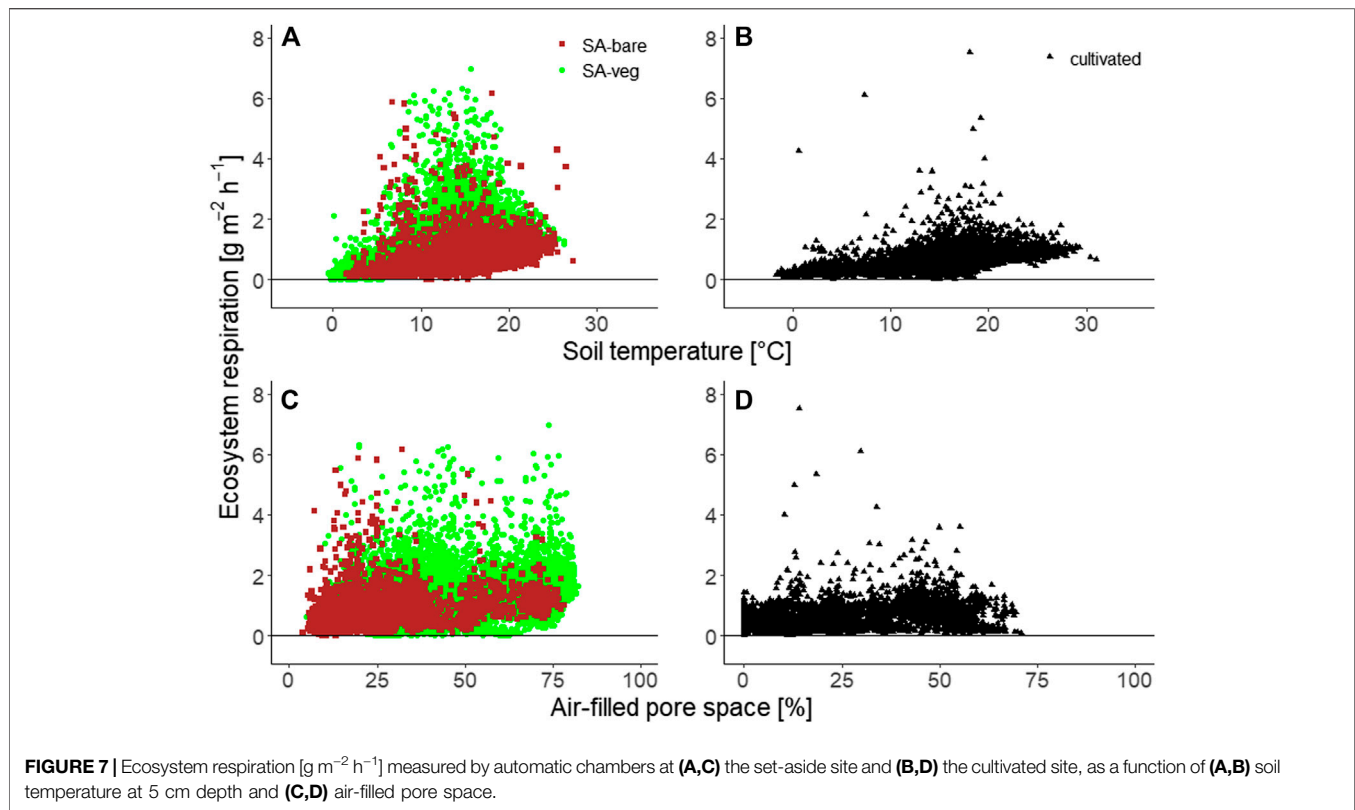 A
SA-bare
SA-veg
B
cultivated
8
6
4
2
0
8
6
4
2
0
0 10 20 30
0 10 20 30
Soil temperature [°C]
Ecosystem respiration [g m⁻² h⁻¹]
C
D
8
6
4
2
0
8
6
4
2
0
0 25 50 75 100
0 25 50 75 100
Air-filled pore space [%]
FIGURE 7 | Ecosystem respiration [g m⁻² h⁻¹] measured by automatic chambers at (A,C) the set-aside site and (B,D) the cultivated site, as a function of (A,B) soil
temperature at 5 cm depth and (C,D) air-filled pore space.